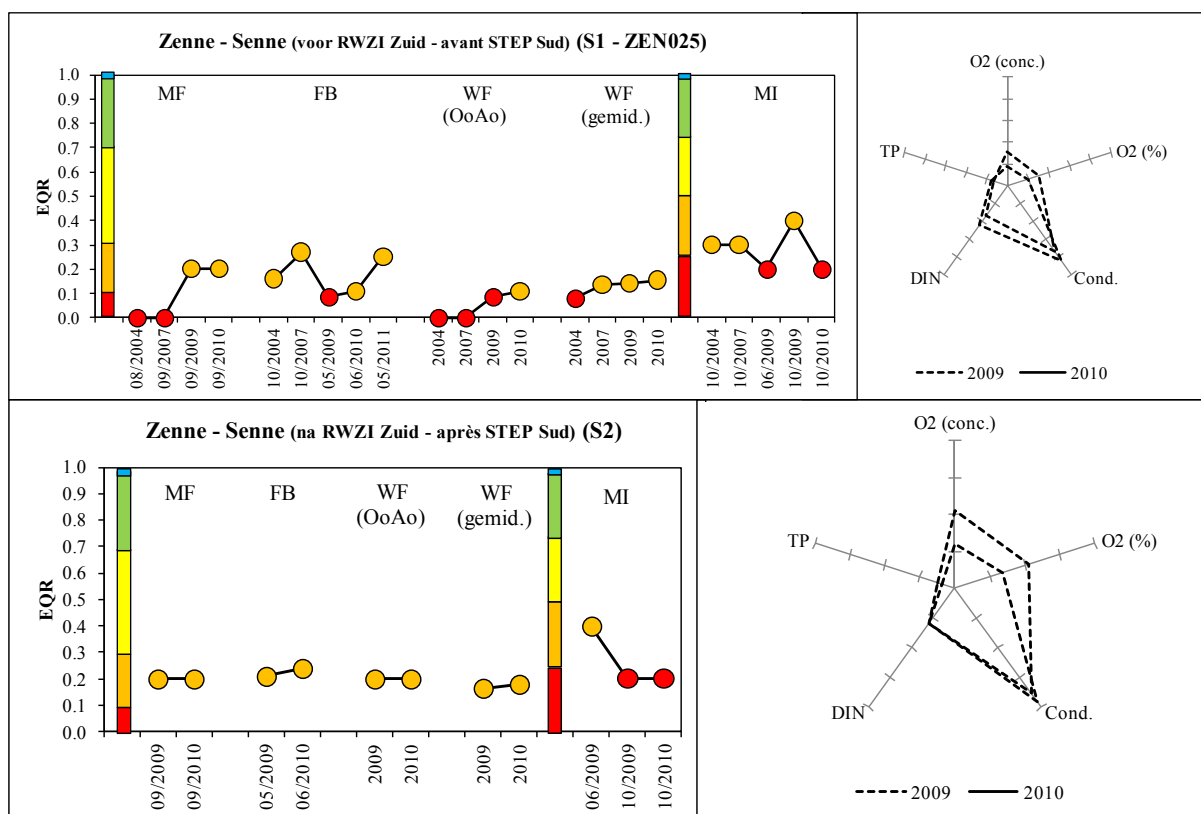 Zenne - Senne (voor RWZI Zuid - avant STEP Sud) (S1 - ZEN025)
EQR
1.0
0.9
0.8
0.7
0.6
0.5
0.4
0.3
0.2
0.1
0.0
MF
FB
WF
(OoAo)
WF
(gemid.)
MI
08/2004
09/2007
09/2009
09/2010
10/2004
10/2007
05/2009
06/2010
05/2011
2004
2007
2009
2010
2004
2007
2009
2010
10/2004
10/2007
06/2009
10/2009
10/2010
O2 (conc.)
O2 (%)
Cond.
DIN
TP
2009
2010
Zenne - Senne (na RWZI Zuid - après STEP Sud) (S2)
EQR
1.0
0.9
0.8
0.7
0.6
0.5
0.4
0.3
0.2
0.1
0.0
MF
FB
WF
(OoAo)
WF
(gemid.)
MI
09/2009
09/2010
05/2009
06/2010
2009
2010
2009
2010
06/2009
10/2009
10/2010
O2 (conc.)
O2 (%)
Cond.
DIN
TP
2009
2010